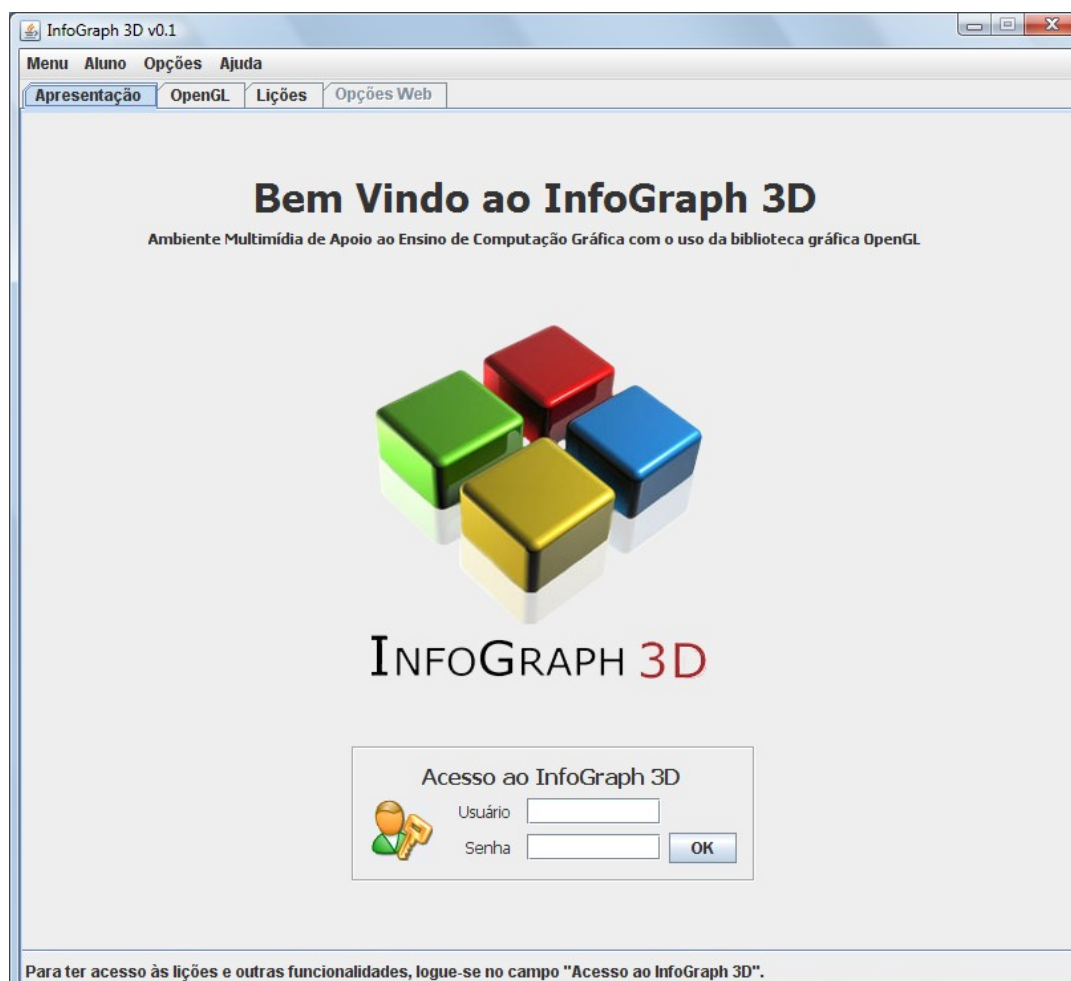 InfoGraph 3D v0.1
Menu Aluno Opções Ajuda
Apresentação OpenGL Lições Opções Web
Bem Vindo ao InfoGraph 3D
Ambiente Multimídia de Apoio ao Ensino de Computação Gráfica com o uso da biblioteca gráfica OpenGL
INFOGRAPH 3D
Acesso ao InfoGraph 3D
Usuário
Senha OK
Para ter acesso às lições e outras funcionalidades, logue-se no campo "Acesso ao InfoGraph 3D".